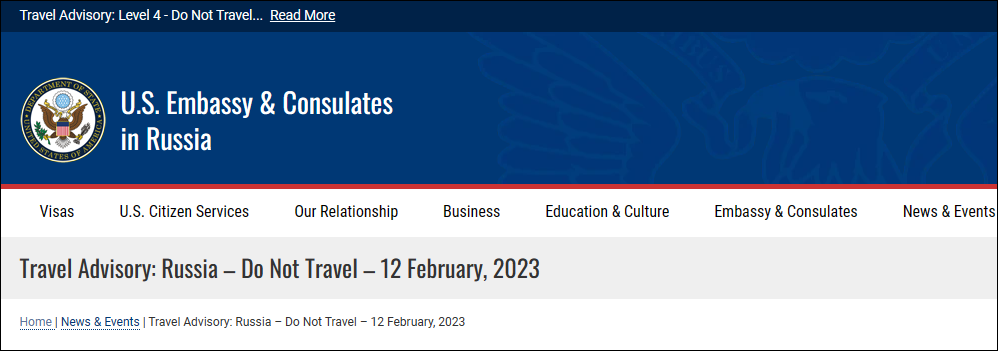 Travel Advisory: Level 4 - Do Not Travel... Read More
DEPARTMENT OF STATE
UNITED STATES OF AMERICA
U.S. Embassy & Consulates
in Russia
Visas U.S. Citizen Services Our Relationship Business Education & Culture Embassy & Consulates News & Events
Travel Advisory: Russia – Do Not Travel – 12 February, 2023
Home | News & Events | Travel Advisory: Russia – Do Not Travel – 12 February, 2023